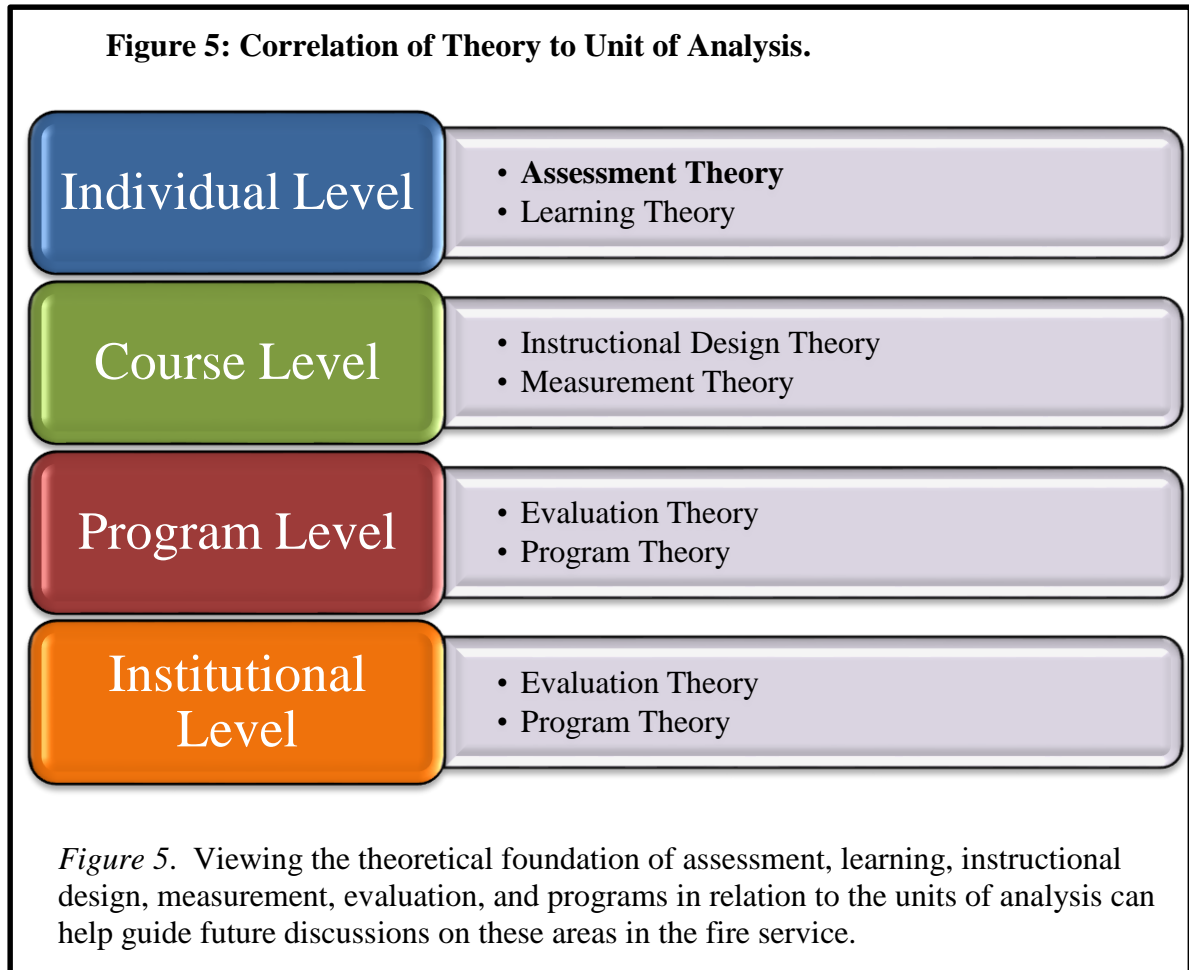 Figure 5: Correlation of Theory to Unit of Analysis.
Individual Level
• Assessment Theory
• Learning Theory
Course Level
• Instructional Design Theory
• Measurement Theory
Program Level
• Evaluation Theory
• Program Theory
Institutional
Level
• Evaluation Theory
• Program Theory
Figure 5.  Viewing the theoretical foundation of assessment, learning, instructional
design, measurement, evaluation, and programs in relation to the units of analysis can
help guide future discussions on these areas in the fire service.